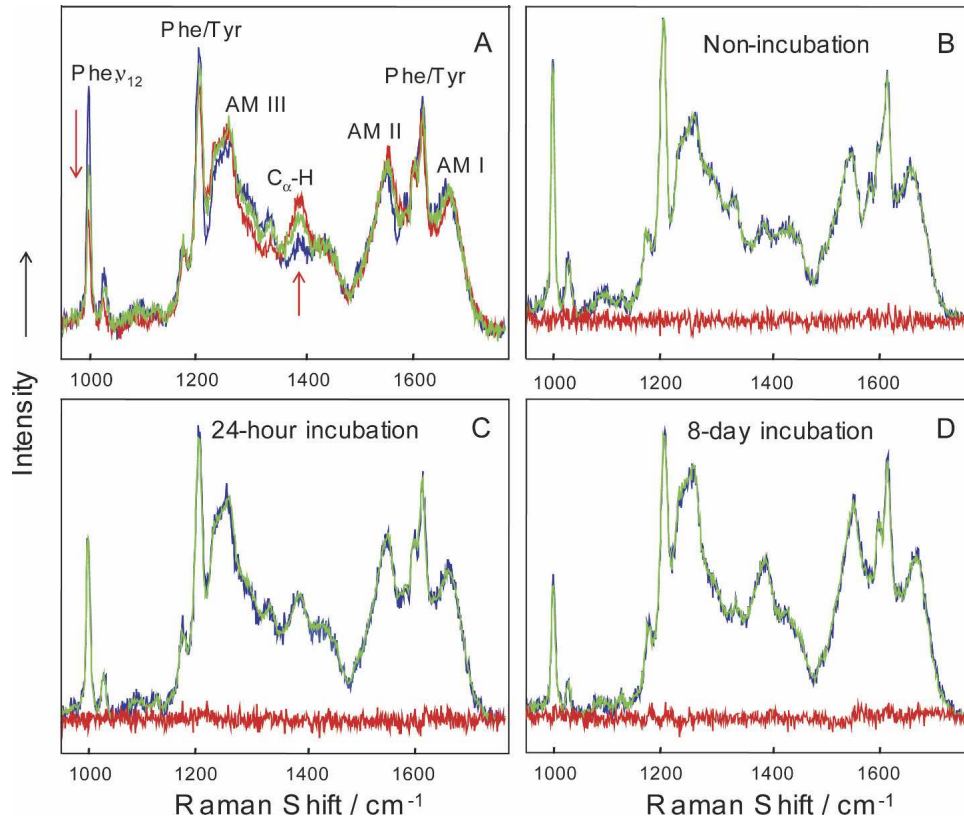 A
Phe/Tyr
Phe,ν12
AM III
Cα-H
AM II
Phe/Tyr
AM I
1000 1200 1400 1600
B
Non-incubation
1000 1200 1400 1600
Intensity
24-hour incubation C
1000 1200 1400 1600
Raman Shift / cm-1
8-day incubation D
1000 1200 1400 1600
Raman Shift / cm-1